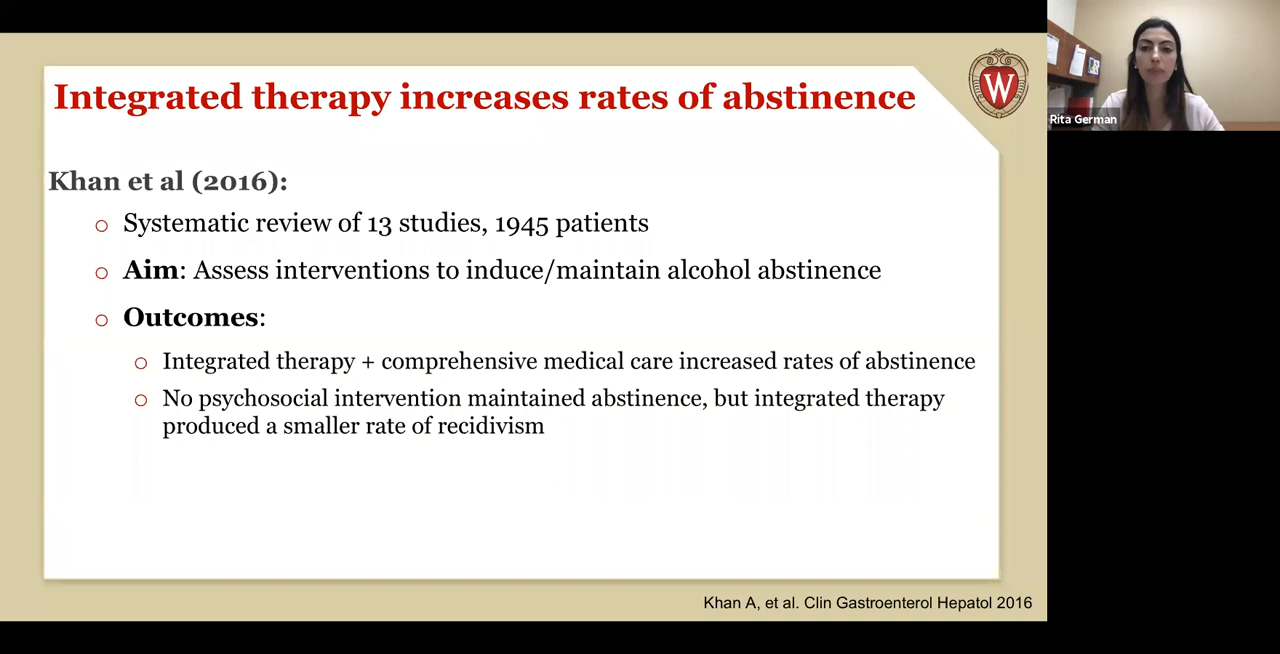 Integrated therapy increases rates of abstinence
W
Rita German
Khan et al (2016):
Systematic review of 13 studies, 1945 patients
Aim: Assess interventions to induce/maintain alcohol abstinence
Outcomes:
Integrated therapy + comprehensive medical care increased rates of abstinence
No psychosocial intervention maintained abstinence, but integrated therapy
produced a smaller rate of recidivism
Khan A, et al. Clin Gastroenterol Hepatol 2016